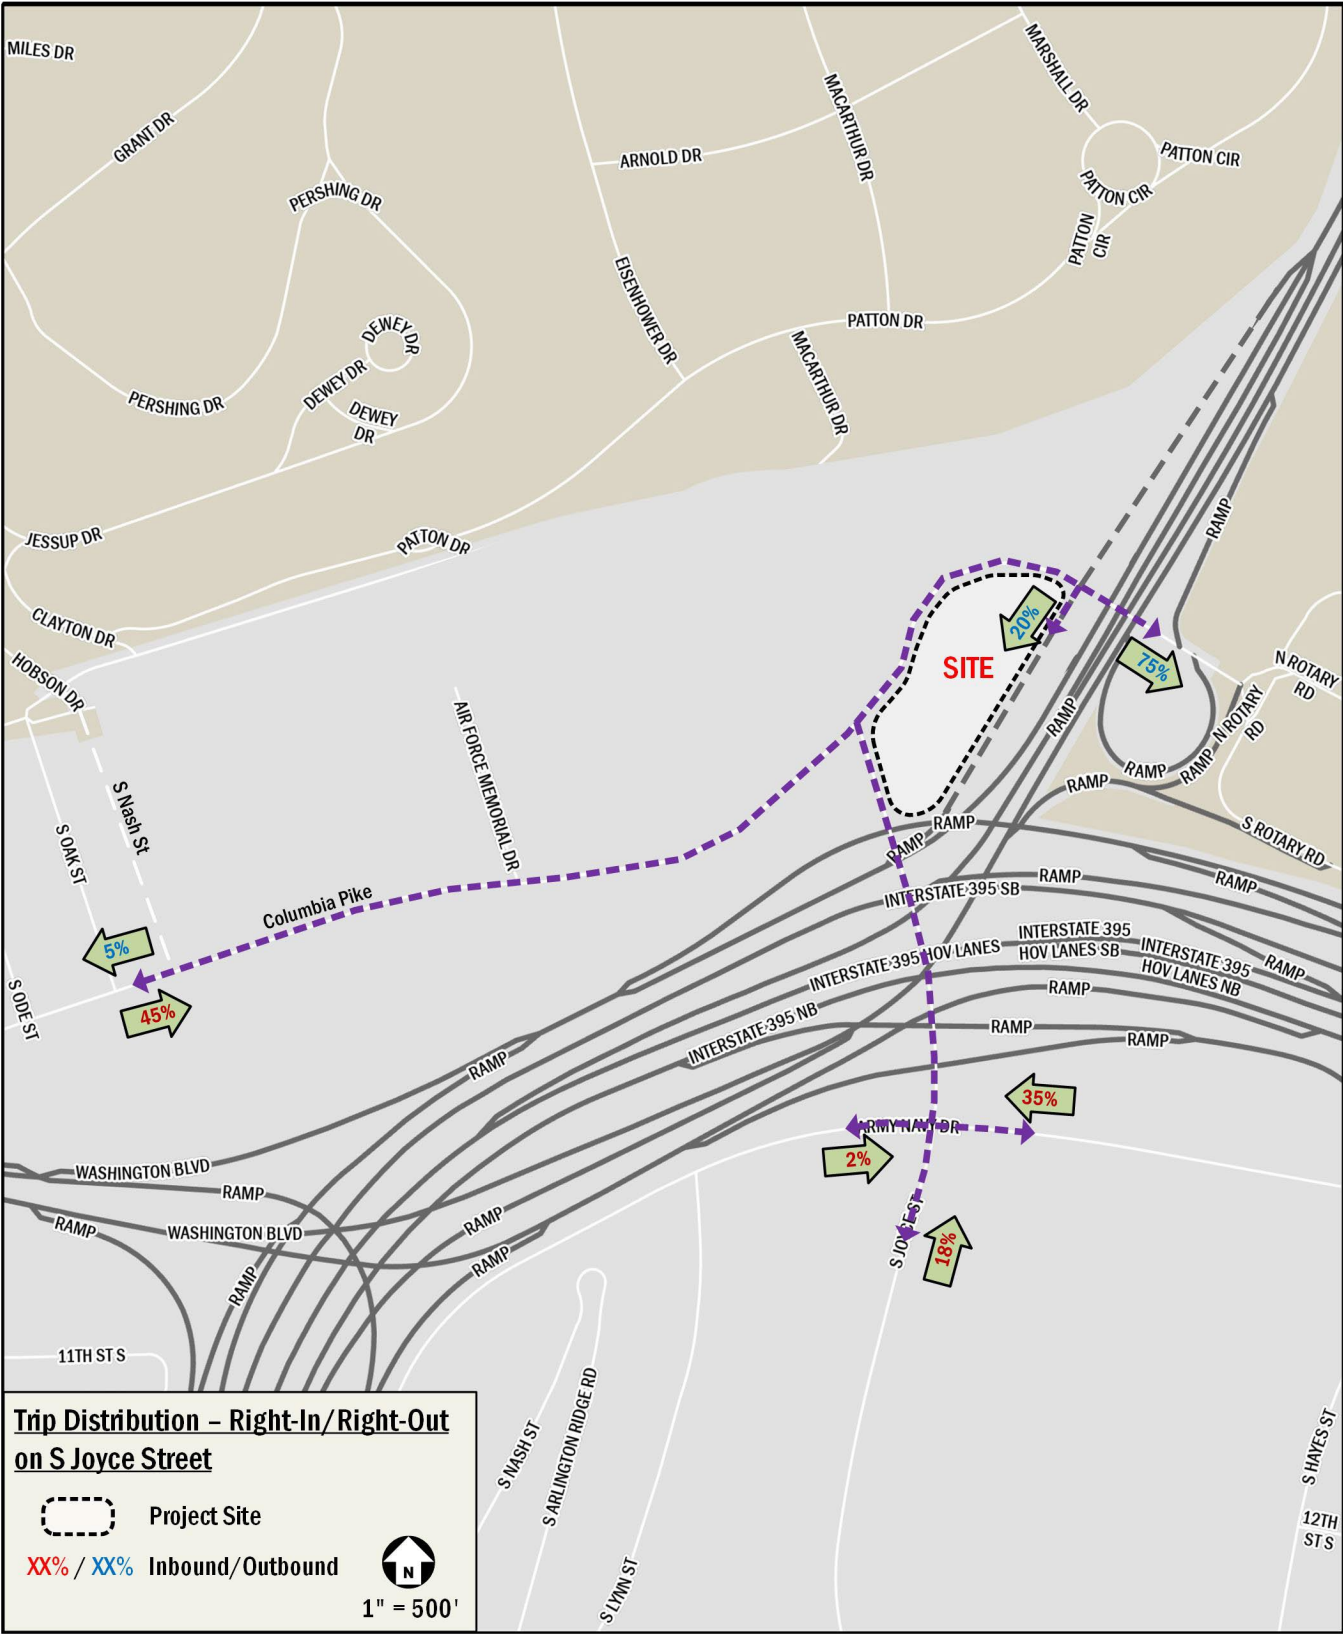 MILES DR
GRANT DR
PERSHING DR
ARNOLD DR
MACARTHUR DR
MARSHALL DR
PATTON CIR
PATTON CIR
PATTON
CIR
EISENHOWER DR
PATTON DR
MACARTHUR DR
DEWEY DR
DEWEY DR
DEWEY
DR
PERSHING DR
JESSUP DR
PATTON DR
RAMP
CLAYTON DR
HOBSON DR
20%
SITE
75%
N ROTARY
RD
N ROTARY
RD
RAMP
RAMP
RAMP
RAMP
AIR FORCE MEMORIAL DR
S Nash St
S OAK ST
RAMP
RAMP
S ROTARY RD
Columbia Pike
INTERSTATE 395 SB
RAMP
RAMP
5%
INTERSTATE 395 HOV LANES
INTERSTATE 395
HOV LANES SB
INTERSTATE 395
HOV LANES NB
RAMP
S ODE ST
45%
INTERSTATE 395 NB
RAMP
RAMP
RAMP
RAMP
35%
ARMY NAVY DR
2%
WASHINGTON BLVD
RAMP
RAMP
WASHINGTON BLVD
RAMP
RAMP
RAMP
S JOYCE ST
18%
11TH ST S
S NASH ST
S ARLINGTON RIDGE RD
S LYNN ST
S HAYES ST
12TH
ST S
Trip Distribution – Right-In/Right-Out
on S Joyce Street
Project Site
XX% / XX% Inbound/Outbound
N
1" = 500'